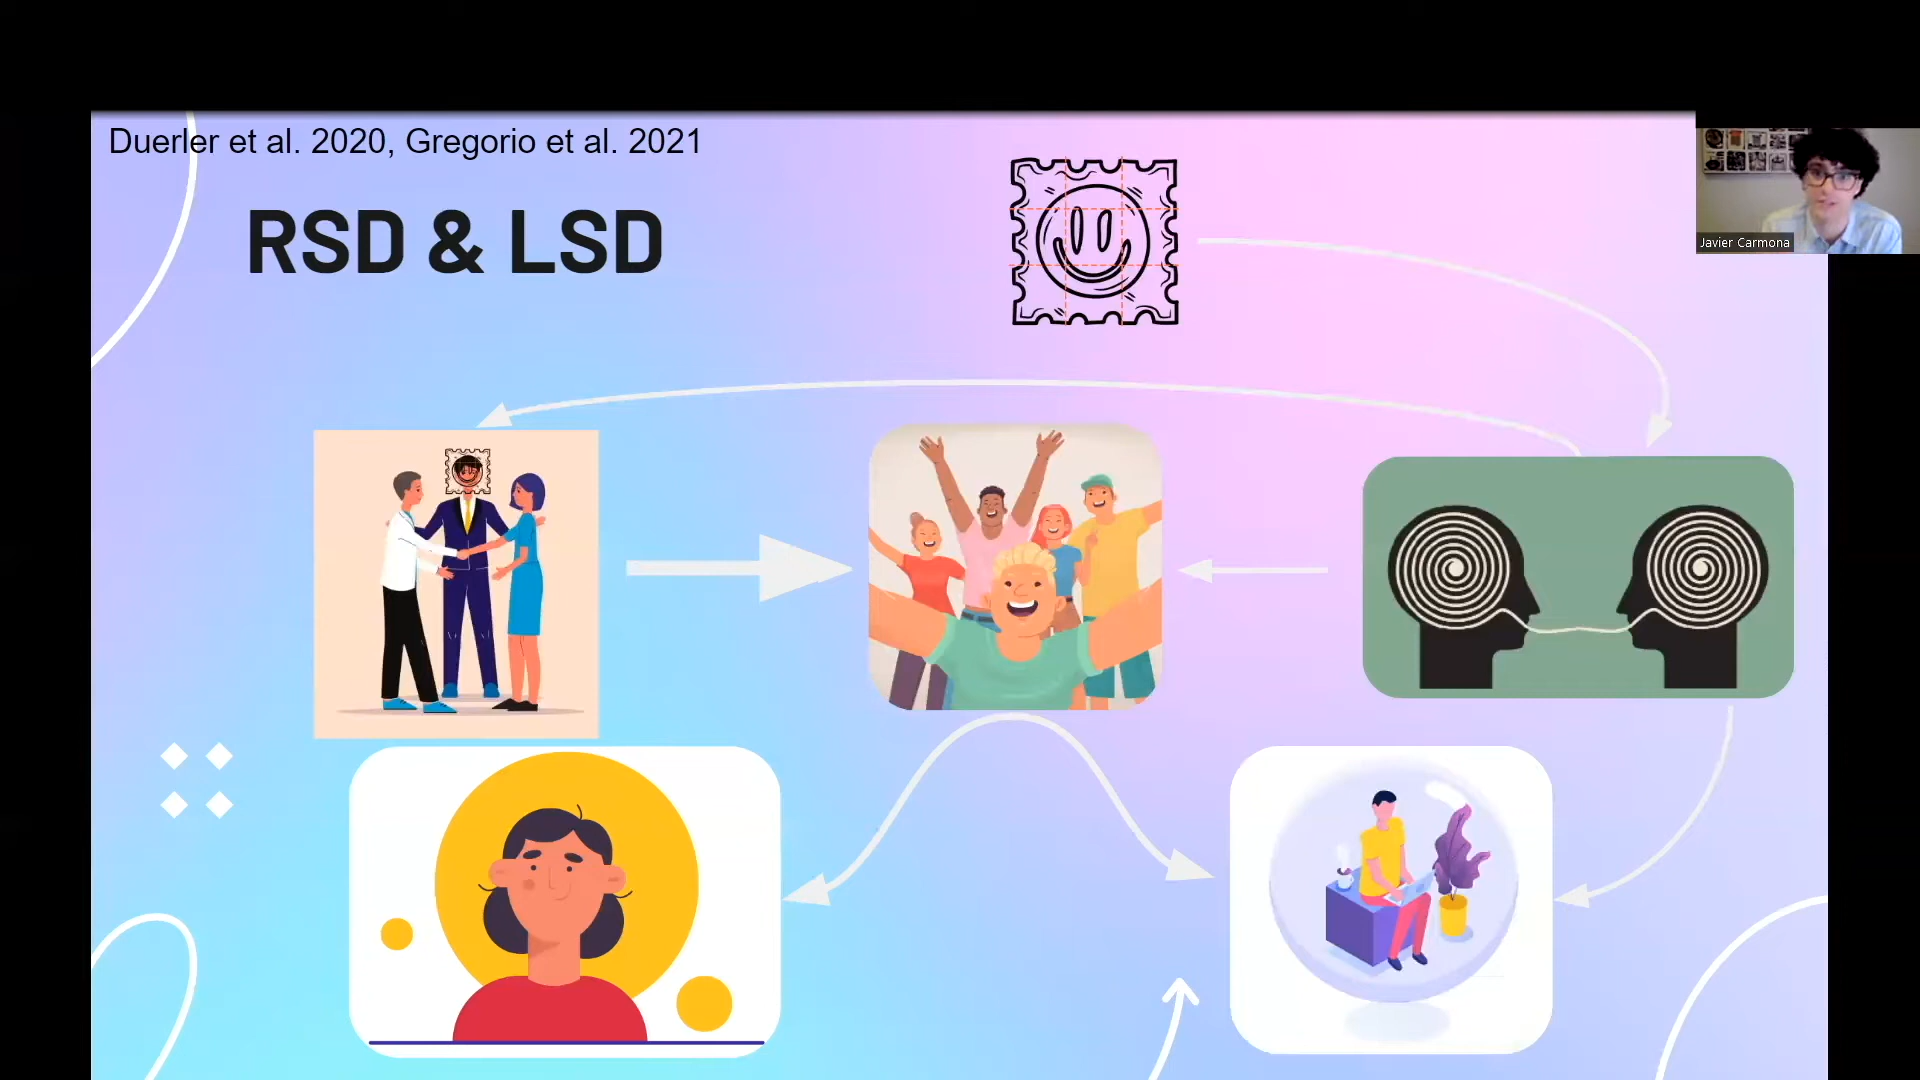 Duerler et al. 2020, Gregorio et al. 2021
RSD & LSD
Javier Carmona